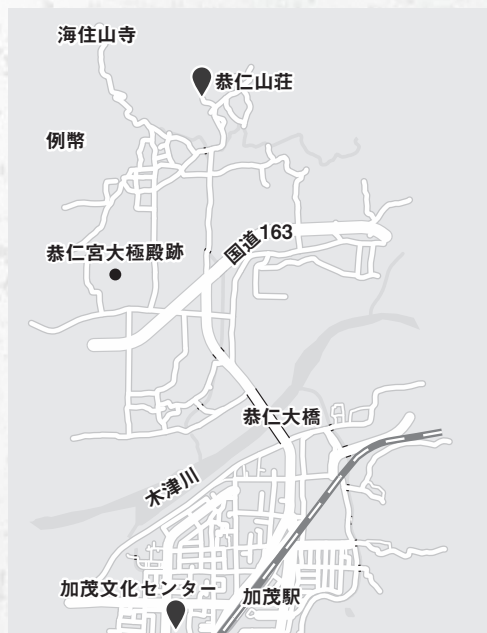 海住山寺
恭仁山荘
例幣
国道163
恭仁宮大極殿跡
恭仁大橋
木津川
加茂文化センター
加茂駅